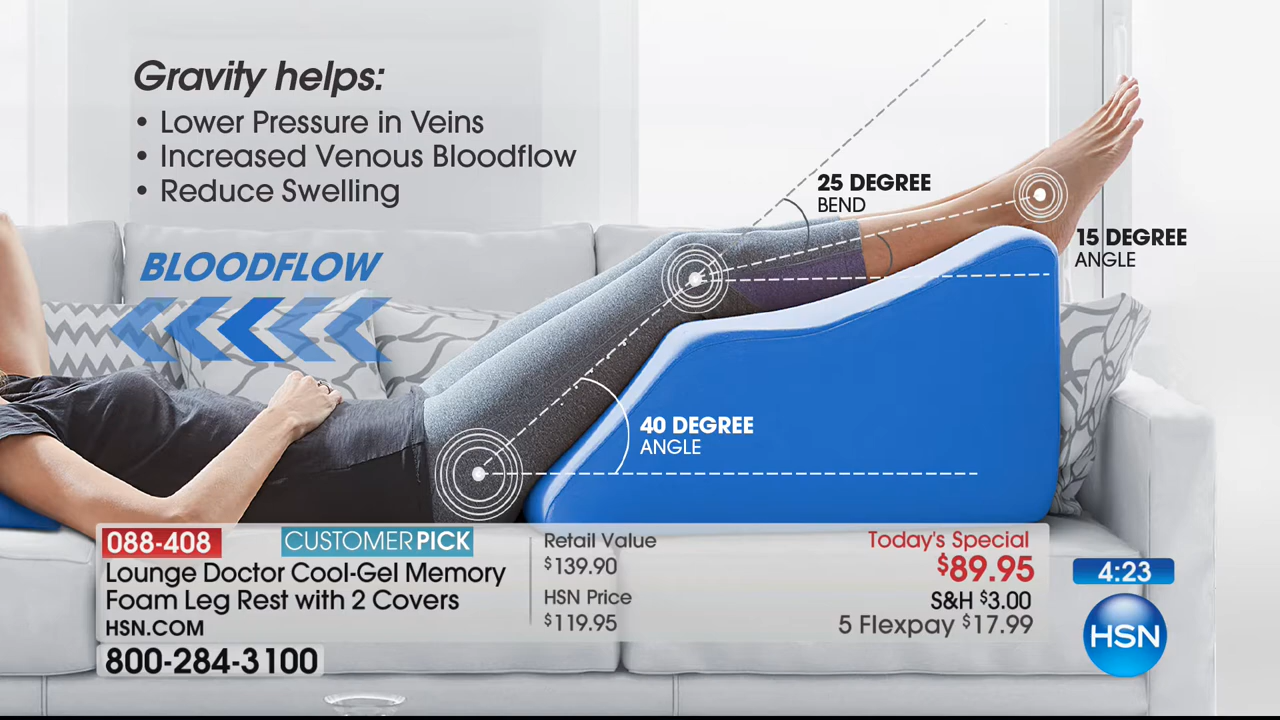 Gravity helps:
• Lower Pressure in Veins
• Increased Venous Bloodflow
• Reduce Swelling
25 DEGREE
BEND
15 DEGREE
ANGLE
BLOODFLOW
40 DEGREE
ANGLE
088-408
CUSTOMER PICK
Lounge Doctor Cool-Gel Memory
Foam Leg Rest with 2 Covers
HSN.COM
800-284-3100
Retail Value
$139.90
HSN Price
$119.95
Today's Special
$89.95
S&H $3.00
5 Flexpay $17.99
4:23
HSN